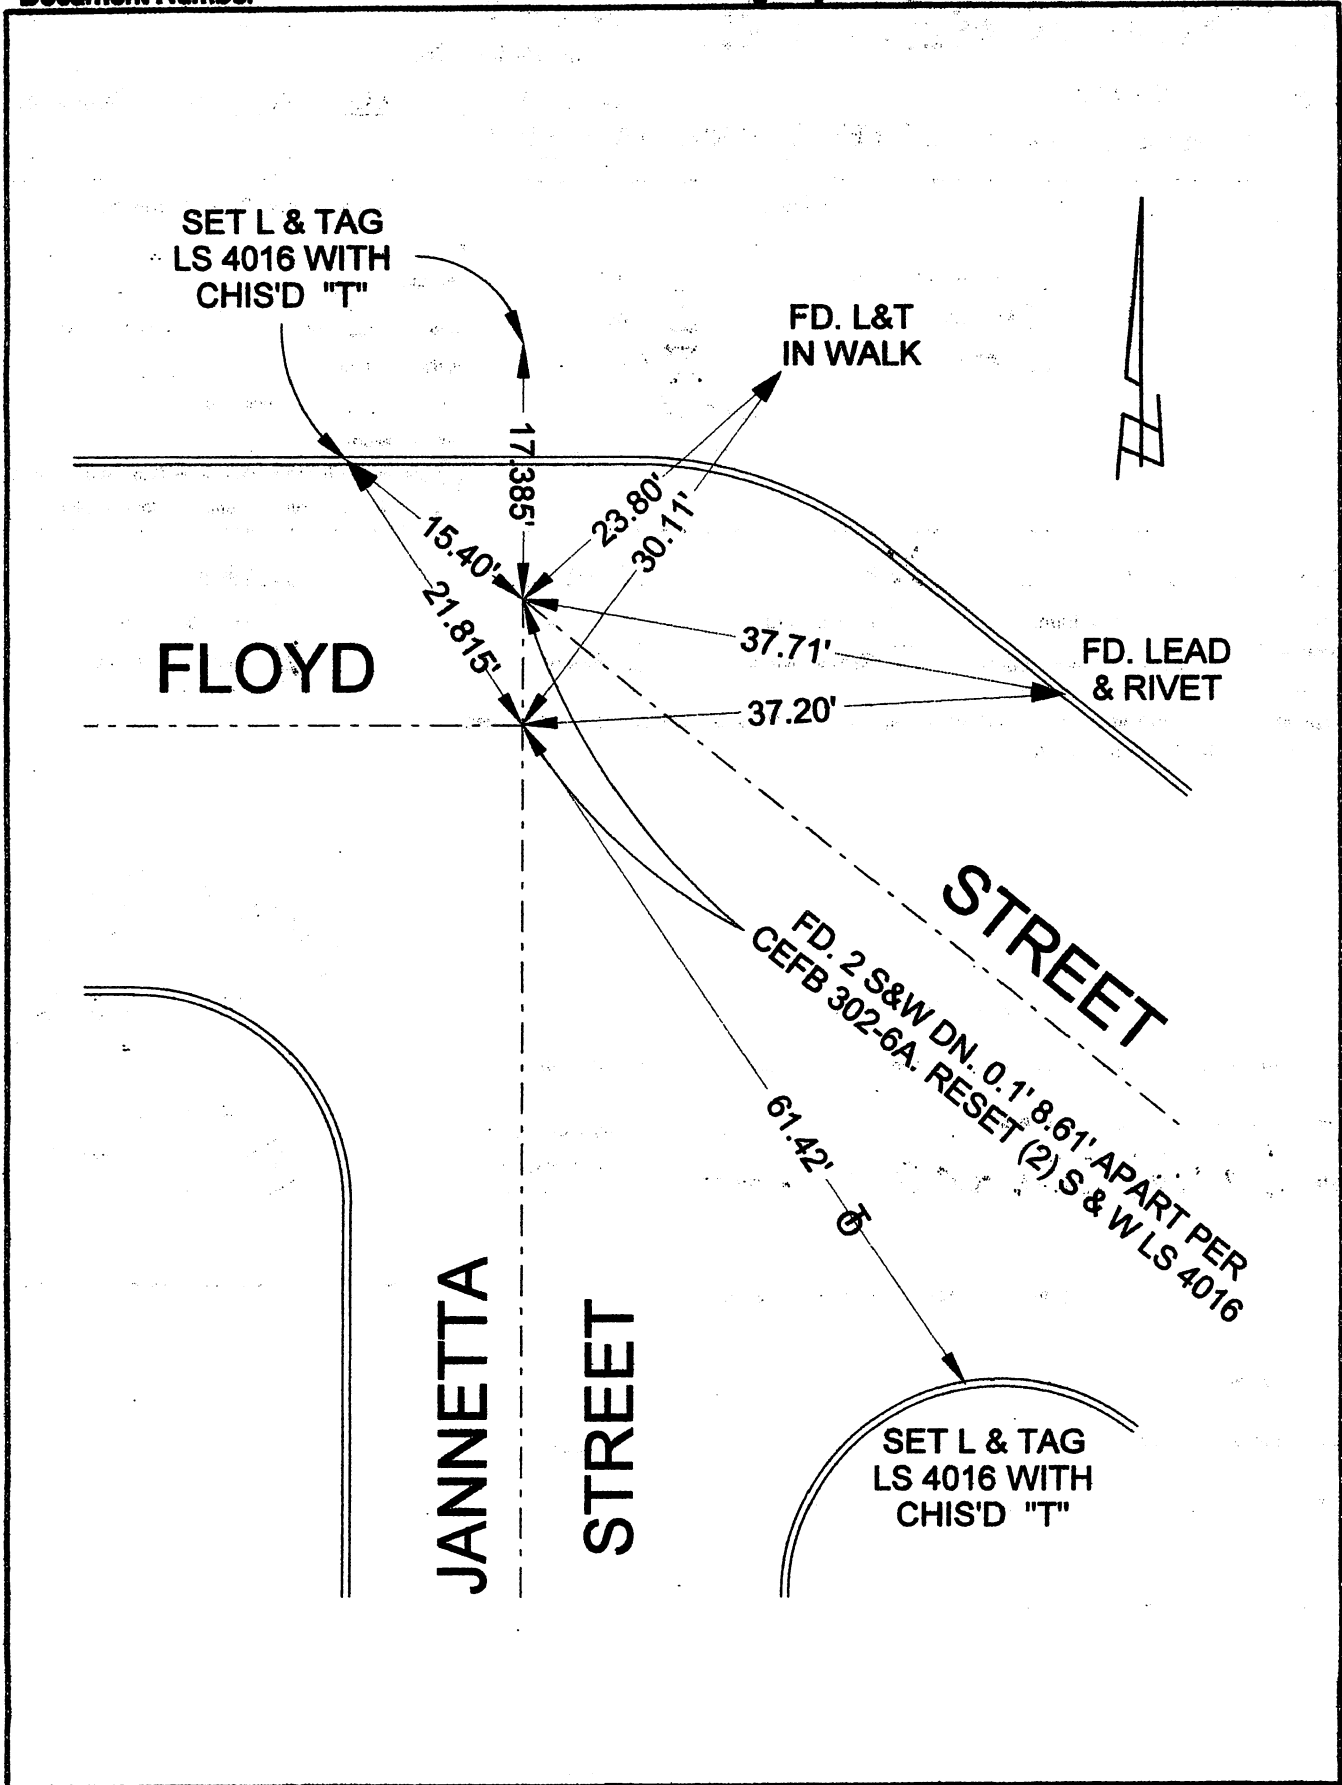 SET L & TAG
LS 4016 WITH
CHIS'D "T"
FD. L&T
IN WALK
17.385'
23.80'
30.11'
15.40'
21.815'
37.71'
37.20'
FLOYD
FD. LEAD
& RIVET
STREET
FD. 2 S&W DN. 0.1' 8.61' APART PER
CEFB 302-6A. RESET (2) S & W LS 4016
61.42'
JANNETTA
STREET
SET L & TAG
LS 4016 WITH
CHIS'D "T"